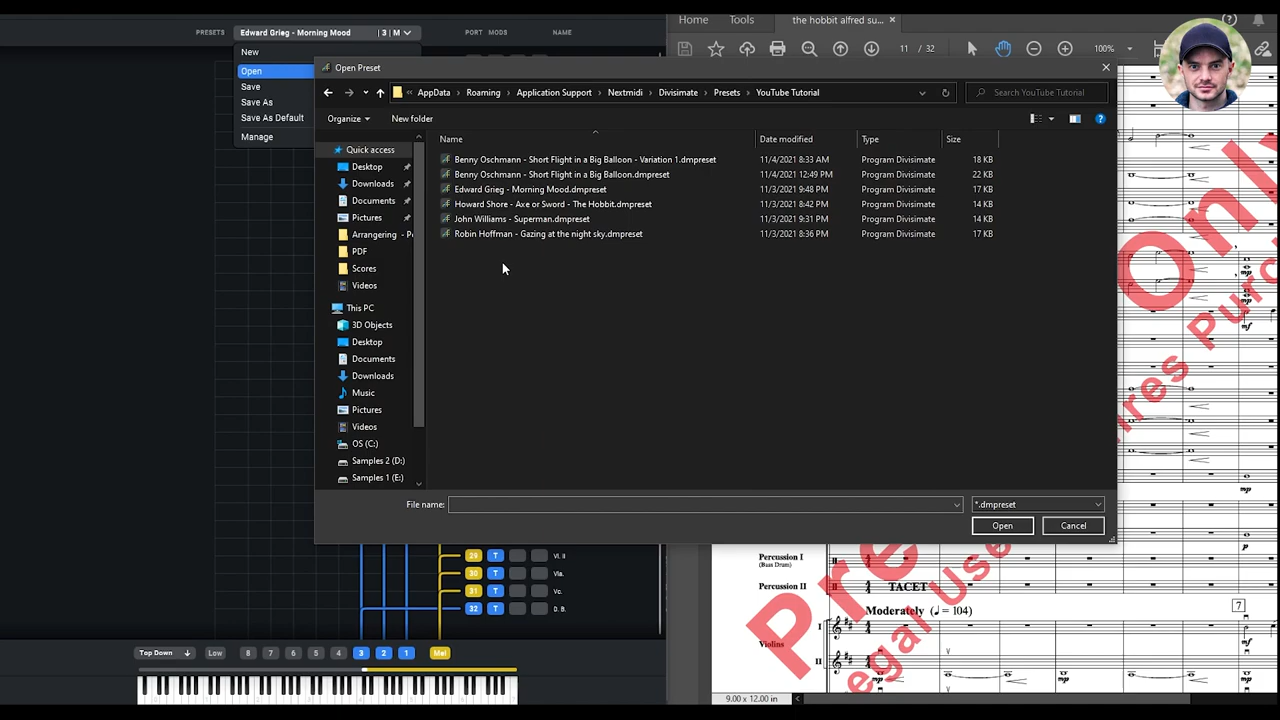 PRESETS Edward Grieg - Morning Mood | 3 | M
PORT MODS NAME
New
Open
Save
Save As
Save As Default
Manage
Home Tools the hobbit alfred su... ×
11 / 32 100%
Open Preset
« AppData > Roaming > Application Support > Nextmidi > Divisimate > Presets > YouTube Tutorial
Search YouTube Tutorial
Organize New folder
Name Date modified Type Size
Benny Oschmann - Short Flight in a Big Balloon - Variation 1.dmpreset 11/4/2021 8:33 AM Program Divisimate 18 KB
Benny Oschmann - Short Flight in a Big Balloon.dmpreset 11/4/2021 12:49 PM Program Divisimate 22 KB
Edward Grieg - Morning Mood.dmpreset 11/3/2021 9:48 PM Program Divisimate 17 KB
Howard Shore - Axe or Sword - The Hobbit.dmpreset 11/3/2021 8:42 PM Program Divisimate 14 KB
John Williams - Superman.dmpreset 11/3/2021 9:31 PM Program Divisimate 14 KB
Robin Hoffman - Gazing at the night sky.dmpreset 11/3/2021 8:36 PM Program Divisimate 17 KB
Quick access
Desktop
Downloads
Documents
Pictures
Arrangering - Pe
PDF
Scores
Videos
This PC
3D Objects
Desktop
Documents
Downloads
Music
Pictures
Videos
OS (C:)
Samples 2 (D:)
Samples 1 (E:)
File name: *.dmpreset
Open Cancel
29 T Vl. II
30 T Vla.
31 T Vc.
32 T D. B.
Top Down Low 8 7 6 5 4 3 2 1 Mel
Percussion I
(Bass Drum)
Percussion II
TACET
Moderately (♩ = 104)
7
Violins
I
II
mp
mf
mp
p
mf
mp
Only
9.00 x 12.00 in